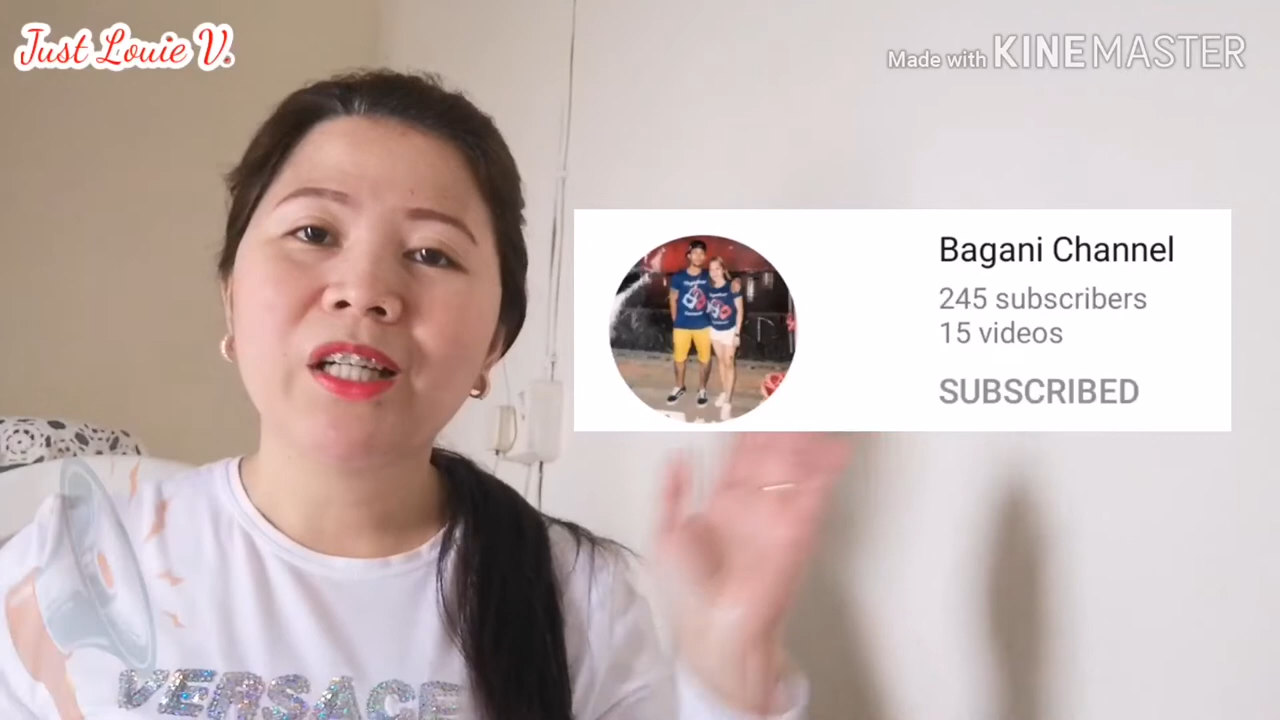 Just Louie V.
Made with KINEMASTER
Bagani Channel
245 subscribers
15 videos
SUBSCRIBED
VERSACE